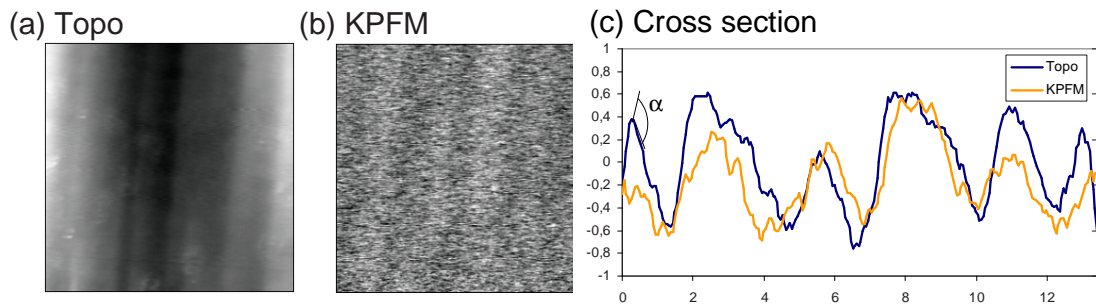 (a) Topo
(b) KPFM
(c) Cross section
1
0,8
0,6
0,4
0,2
0
-0,2
-0,4
-0,6
-0,8
-1
0 2 4 6 8 10 12
α
Topo
KPFM